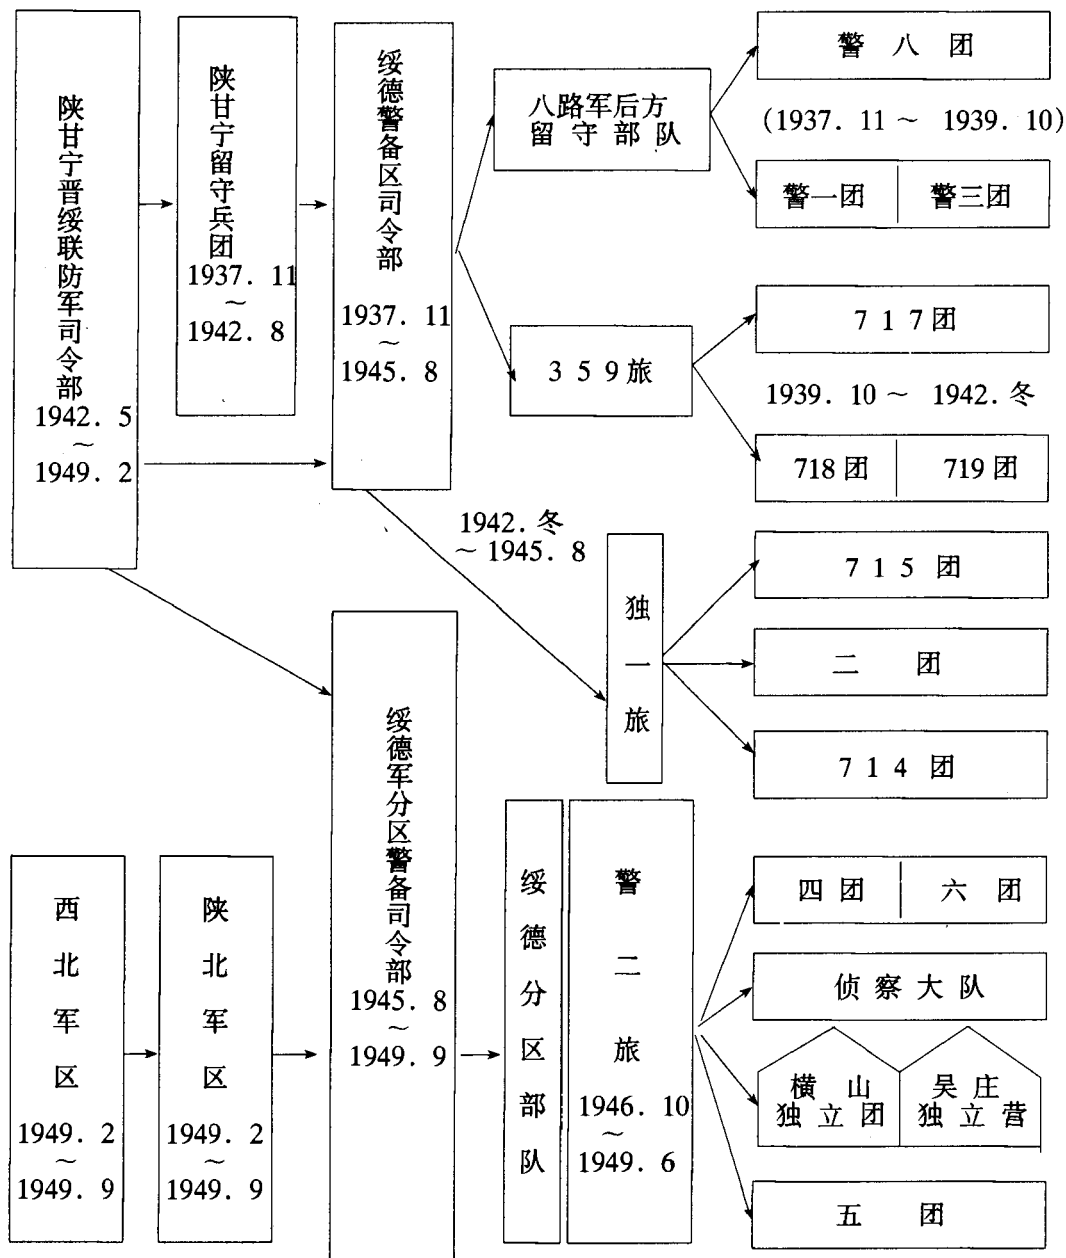 陕甘宁晋绥联防军司令部
1942. 5
～
1949. 2
陕甘宁留守兵团
1937. 11
～
1942. 8
绥德警备区司令部
1937. 11
～
1945. 8
八路军后方
留守部队
警八团
(1937. 11～ 1939. 10)
警一团
警三团
359旅
717团
1939. 10～ 1942. 冬
718团
719团
1942. 冬
～1945. 8
独一旅
715团
二团
714团
西北军区
1949. 2
～
1949. 9
陕北军区
1949. 2
～
1949. 9
绥德军分区警备司令部
1945. 8
～
1949. 9
绥德分区部队
警二旅
1946. 10
～
1949. 6
四团
六团
侦察大队
横山
独立团
吴庄
独立营
五团